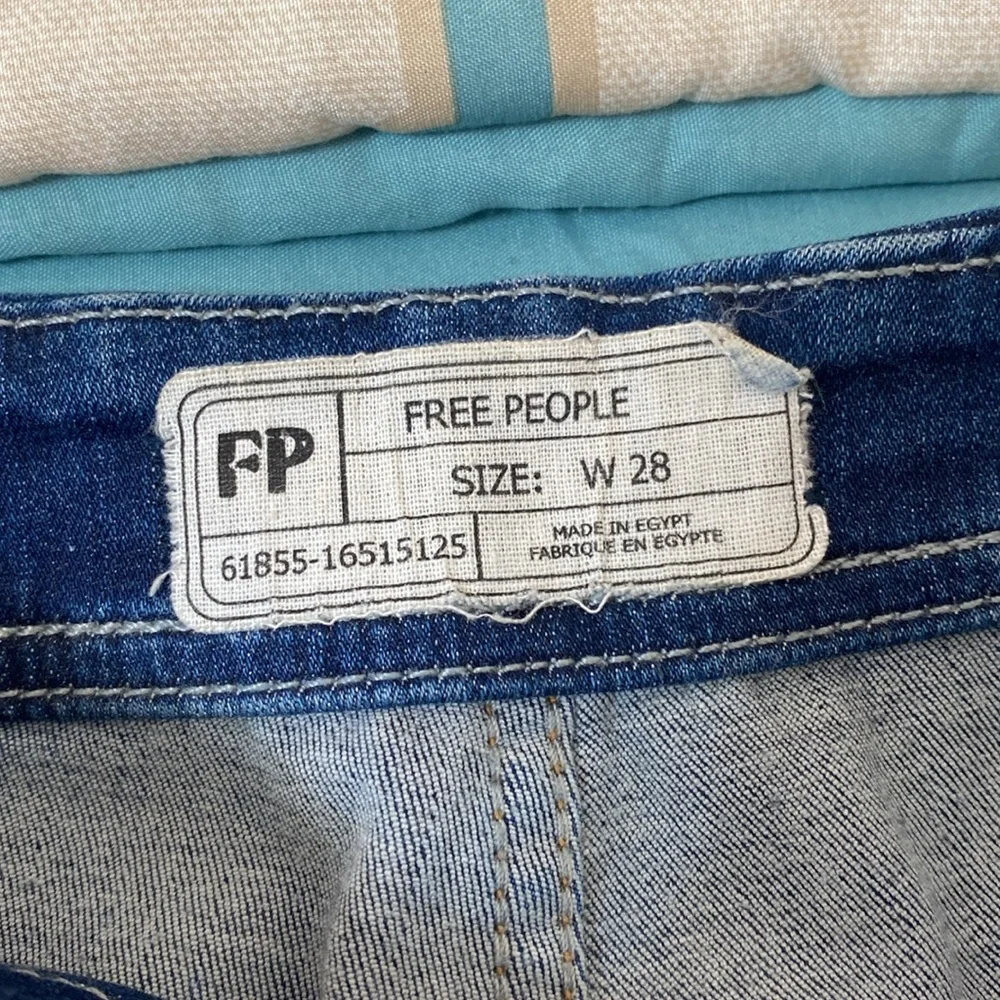 FP
FREE PEOPLE
SIZE: W 28
61855-16515125
MADE IN EGYPT
FABRIQUE EN EGYPTE